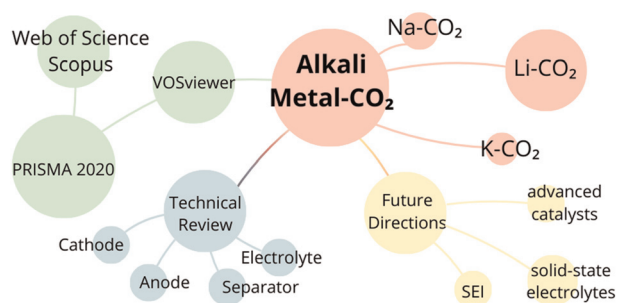 Web of Science
Scopus
VOSviewer
PRISMA 2020
Alkali
Metal-CO₂
Na-CO₂
Li-CO₂
K-CO₂
Technical
Review
Cathode
Anode
Separator
Electrolyte
Future
Directions
advanced
catalysts
solid-state
electrolytes
SEI